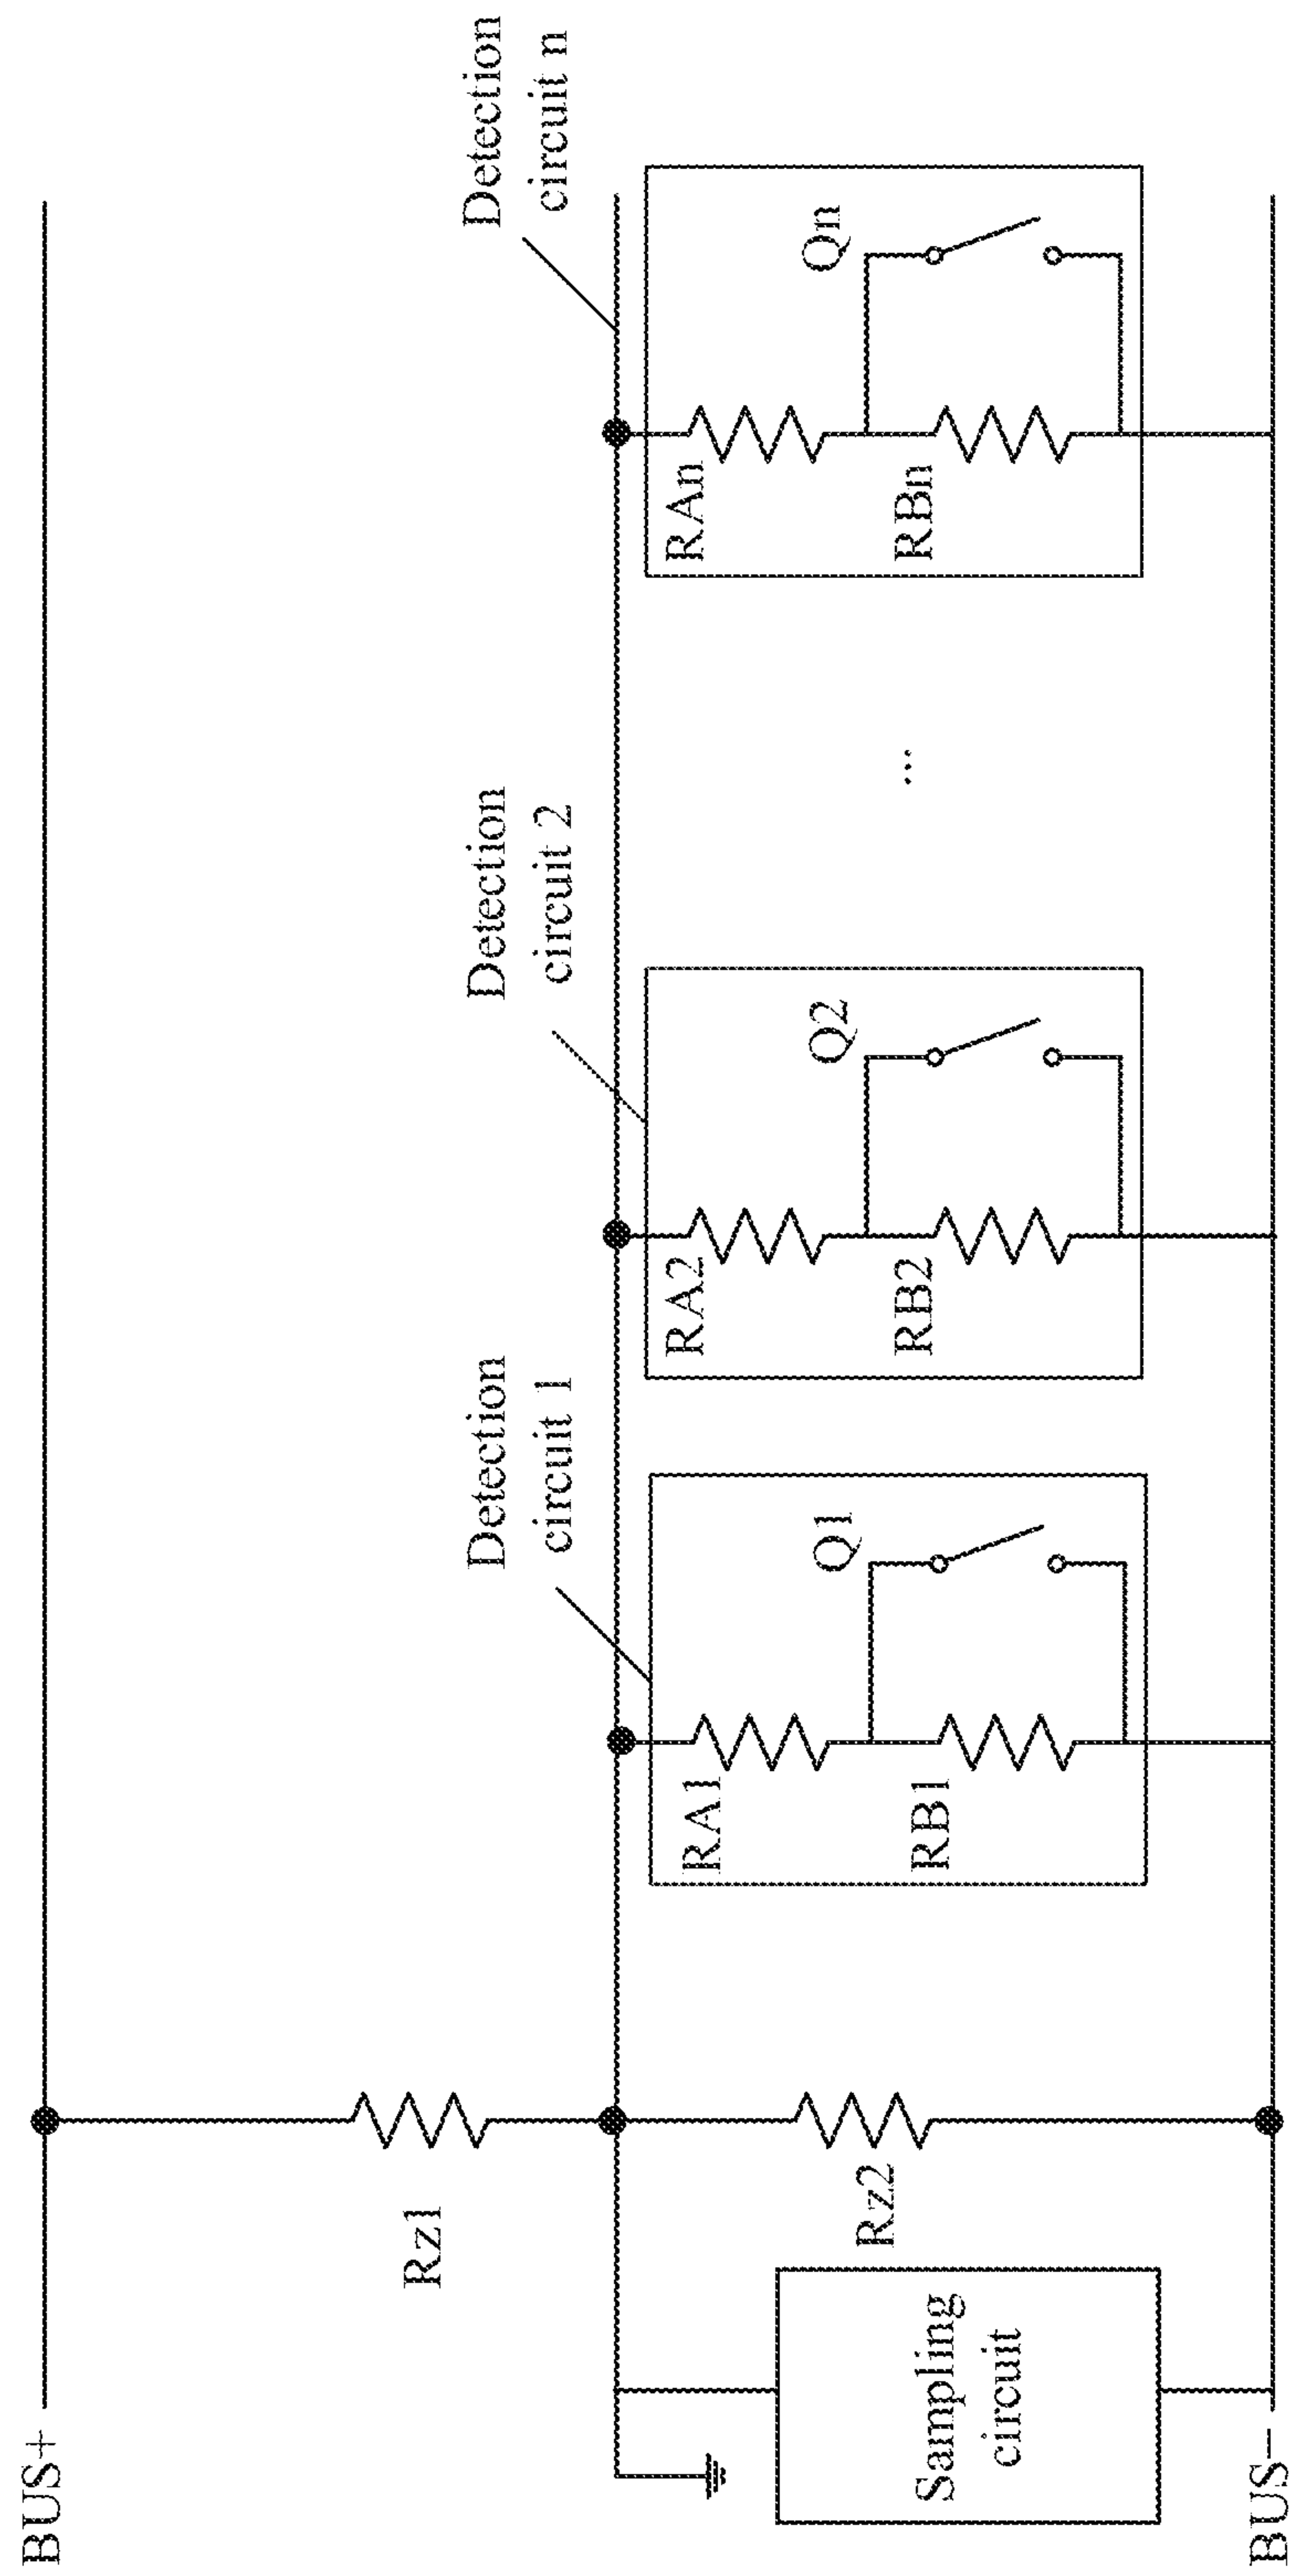 BUS+
Rz1
Detection
circuit 1
Detection
circuit 2
Detection
circuit n
Sampling
circuit
Rz2
RA1
RB1
Q1
RA2
RB2
Q2
...
RAn
RBn
Qn
BUS−